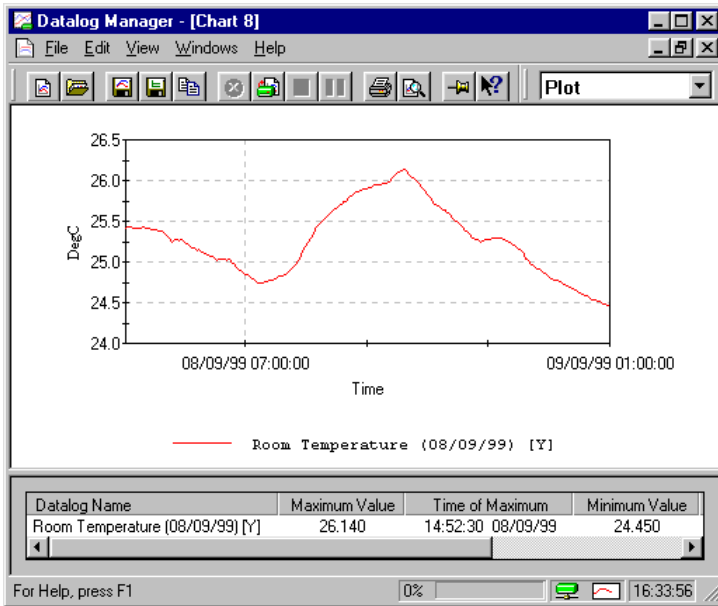 Datalog Manager - [Chart 8]
File Edit View Windows Help
Plot
26.5
26.0
25.5
25.0
24.5
24.0
DegC
08/09/99 07:00:00 09/09/99 01:00:00
Time
Room Temperature (08/09/99) [Y]
Datalog Name Maximum Value Time of Maximum Minimum Value
Room Temperature (08/09/99) [Y] 26.140 14:52:30 08/09/99 24.450
For Help, press F1 0% 16:33:56